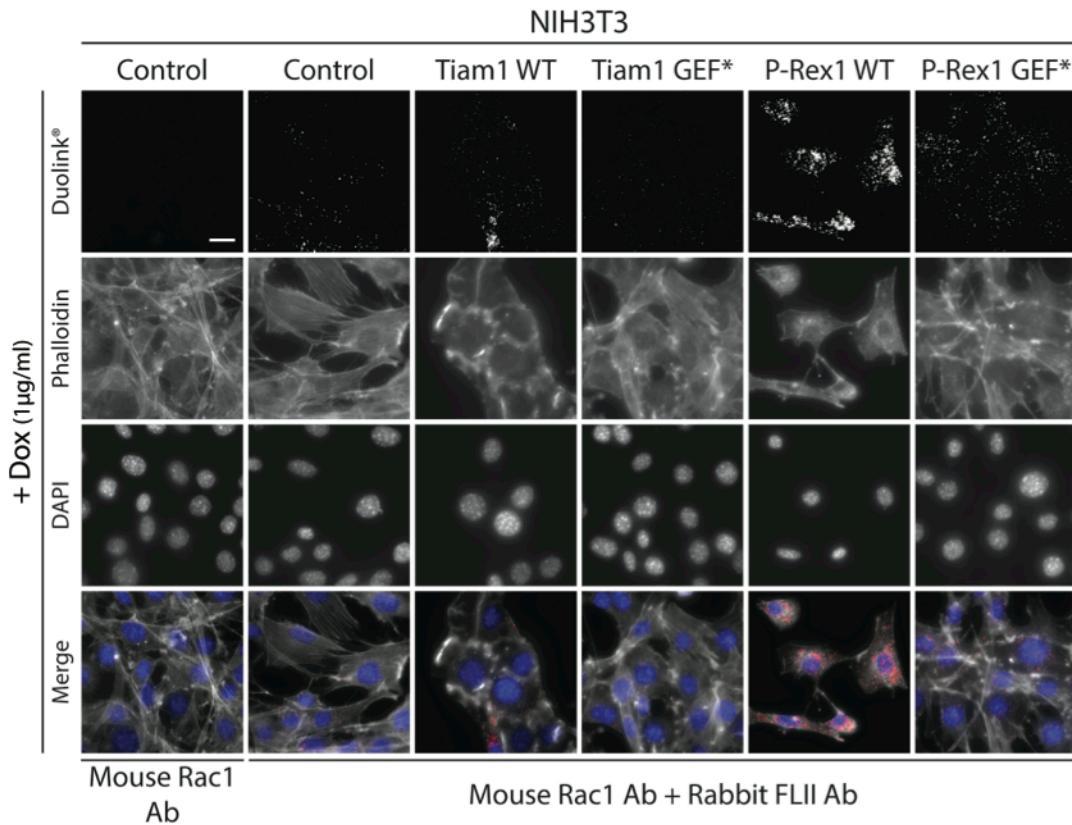 NIH3T3
Control Control Tiam1 WT Tiam1 GEF* P-Rex1 WT P-Rex1 GEF*
+ Dox (1µg/ml)
Duolink®
Phalloidin
DAPI
Merge
Mouse Rac1
Ab
Mouse Rac1 Ab + Rabbit FLII Ab